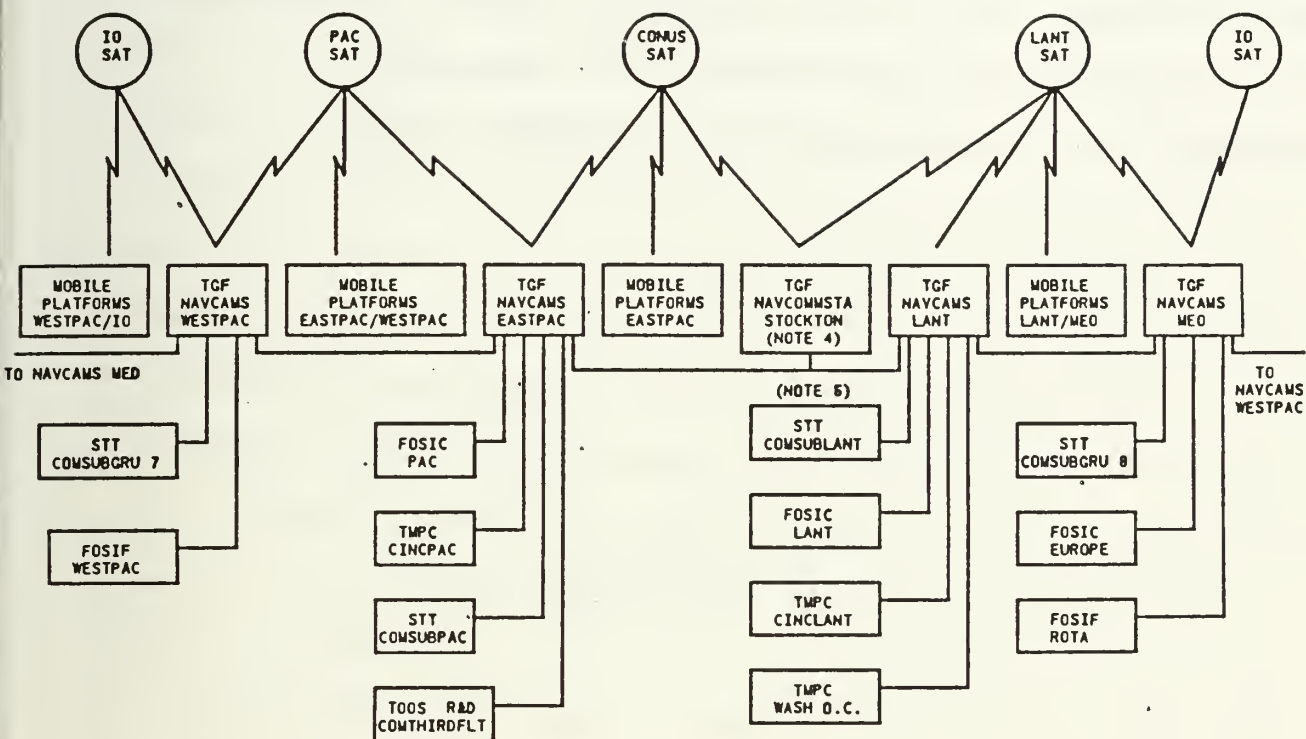 IO
SAT
PAC
SAT
CONUS
SAT
LANT
SAT
IO
SAT
MOBILE
PLATFORMS
WESTPAC/IO
TGF
NAVCAMS
WESTPAC
MOBILE
PLATFORMS
EASTPAC/WESTPAC
TGF
NAVCAMS
EASTPAC
MOBILE
PLATFORMS
EASTPAC
TGF
NAVCOMMSTA
STOCKTON
(NOTE 4)
TGF
NAVCAMS
LANT
MOBILE
PLATFORMS
LANT/MED
TGF
NAVCAMS
MED
TO NAVCAMS MED
TO
NAVCAMS
WESTPAC
(NOTE 5)
STT
COMSUBGRU 7
FOSIF
WESTPAC
FOSIC
PAC
TMPC
CINCPAC
STT
COMSUBPAC
TOOS R&D
COMTHIRDFLT
STT
COMSUBLANT
FOSIC
LANT
TMPC
CINCLANT
TMPC
WASH D.C.
STT
COMSUBGRU 8
FOSIC
EUROPE
FOSIF
ROTA